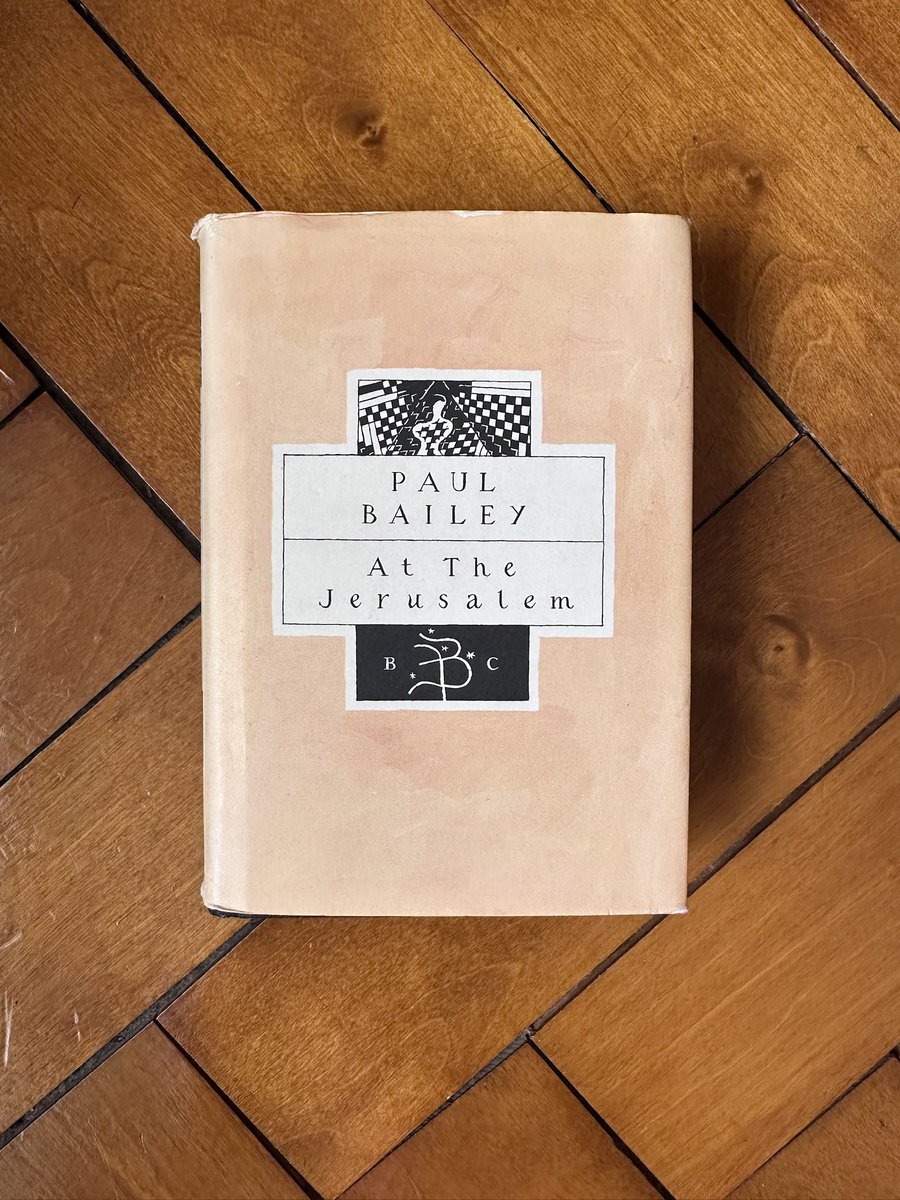 PAUL
BAILEY
At The
Jerusalem
B B C